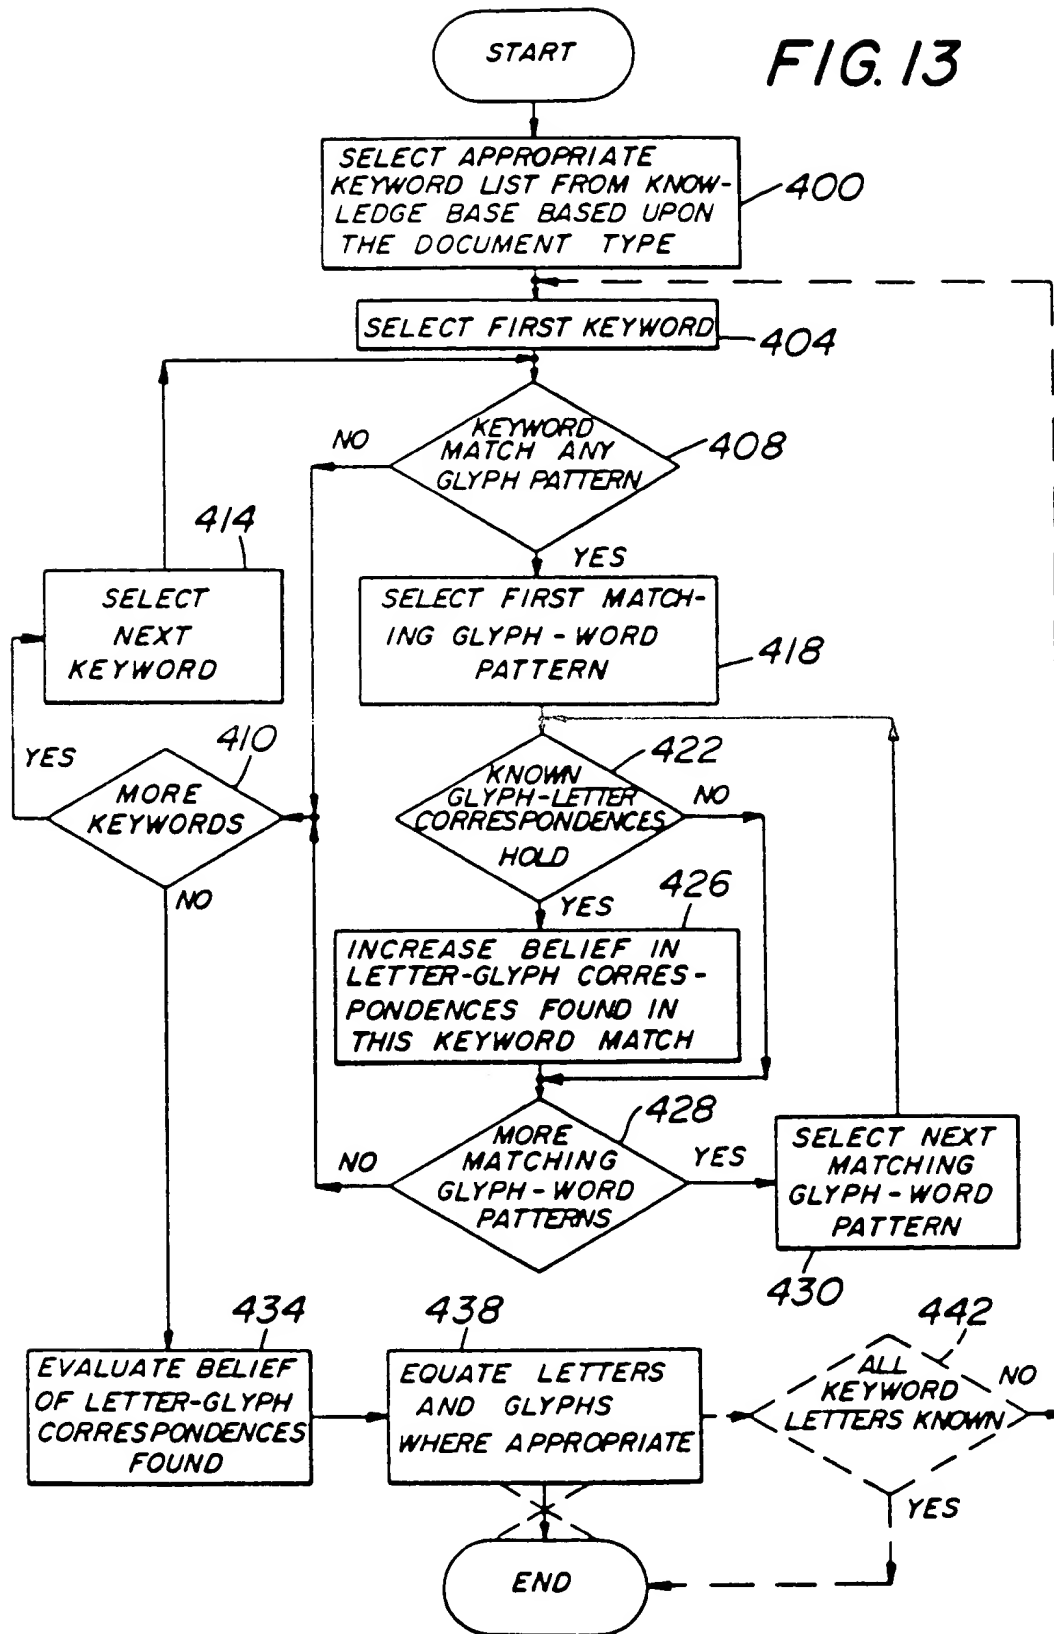 FIG. 13
START
SELECT APPROPRIATE
KEYWORD LIST FROM KNOW-
LEDGE BASE BASED UPON
THE DOCUMENT TYPE
400
SELECT FIRST KEYWORD
404
KEYWORD
MATCH ANY
GLYPH PATTERN
408
NO
YES
414
SELECT
NEXT
KEYWORD
SELECT FIRST MATCH-
ING GLYPH-WORD
PATTERN
418
410
YES
MORE
KEYWORDS
NO
422
KNOWN
GLYPH-LETTER
CORRESPONDENCES
HOLD
NO
YES
426
INCREASE BELIEF IN
LETTER-GLYPH CORRES-
PONDENCES FOUND IN
THIS KEYWORD MATCH
428
MORE
MATCHING
GLYPH-WORD
PATTERNS
NO
YES
SELECT NEXT
MATCHING
GLYPH-WORD
PATTERN
430
434
EVALUATE BELIEF
OF LETTER-GLYPH
CORRESPONDENCES
FOUND
438
EQUATE LETTERS
AND GLYPHS
WHERE APPROPRIATE
442
ALL
KEYWORD
LETTERS KNOWN
NO
YES
END